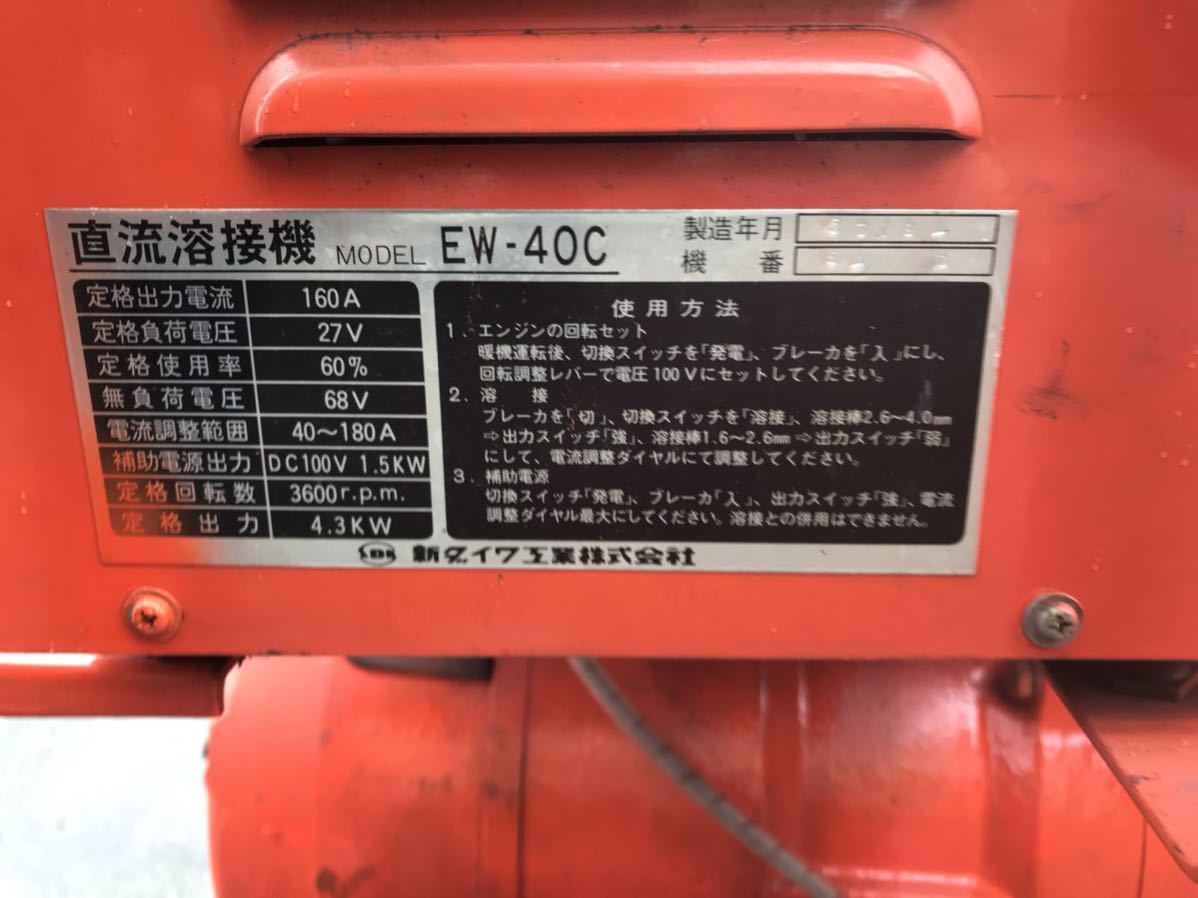 直流溶接機 MODEL EW-40C
製造年月
機番
定格出力電流 160A
定格負荷電圧 27V
定格使用率 60%
無負荷電圧 68V
電流調整範囲 40～180A
補助電源出力 DC100V 1.5KW
定格回転数 3600r.p.m.
定格出力 4.3KW
使用方法
1. エンジンの回転セット
暖機運転後、切換スイッチを「発電」、ブレーカを「入」にし、
回転調整レバーで電圧100Vにセットしてください。
2. 溶接
ブレーカを「切」、切換スイッチを「溶接」、溶接棒2.6～4.0mm
⇨出力スイッチ「強」、溶接棒1.6～2.6mm⇨出力スイッチ「弱」
にして、電流調整ダイヤルにて調整してください。
3. 補助電源
切換スイッチ「発電」、ブレーカ「入」、出力スイッチ「強」、電流
調整ダイヤル最大にしてください。溶接との併用はできません。
新ダイワ工業株式会社